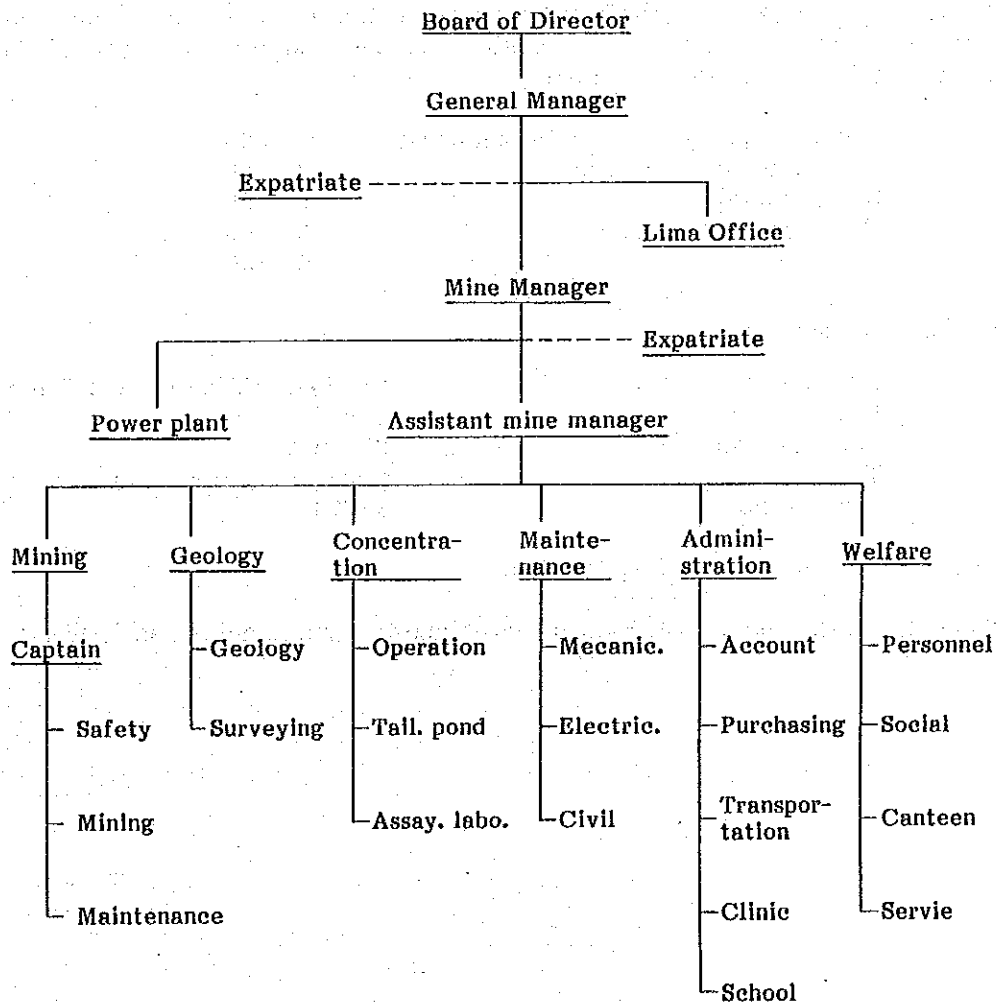 Board of Director
General Manager
Expatriate
Lima Office
Mine Manager
Expatriate
Power plant
Assistant mine manager
Mining
Geology
Concentra-
tion
Mainte-
nance
Admini-
stration
Welfare
Captain
Geology
Operation
Mecanic.
Account
Personnel
Safety
Surveying
Tail. pond
Electric.
Purchasing
Social
Mining
Assay. labo.
Civil
Transpor-
tation
Canteen
Maintenance
Clinic
Servie
School